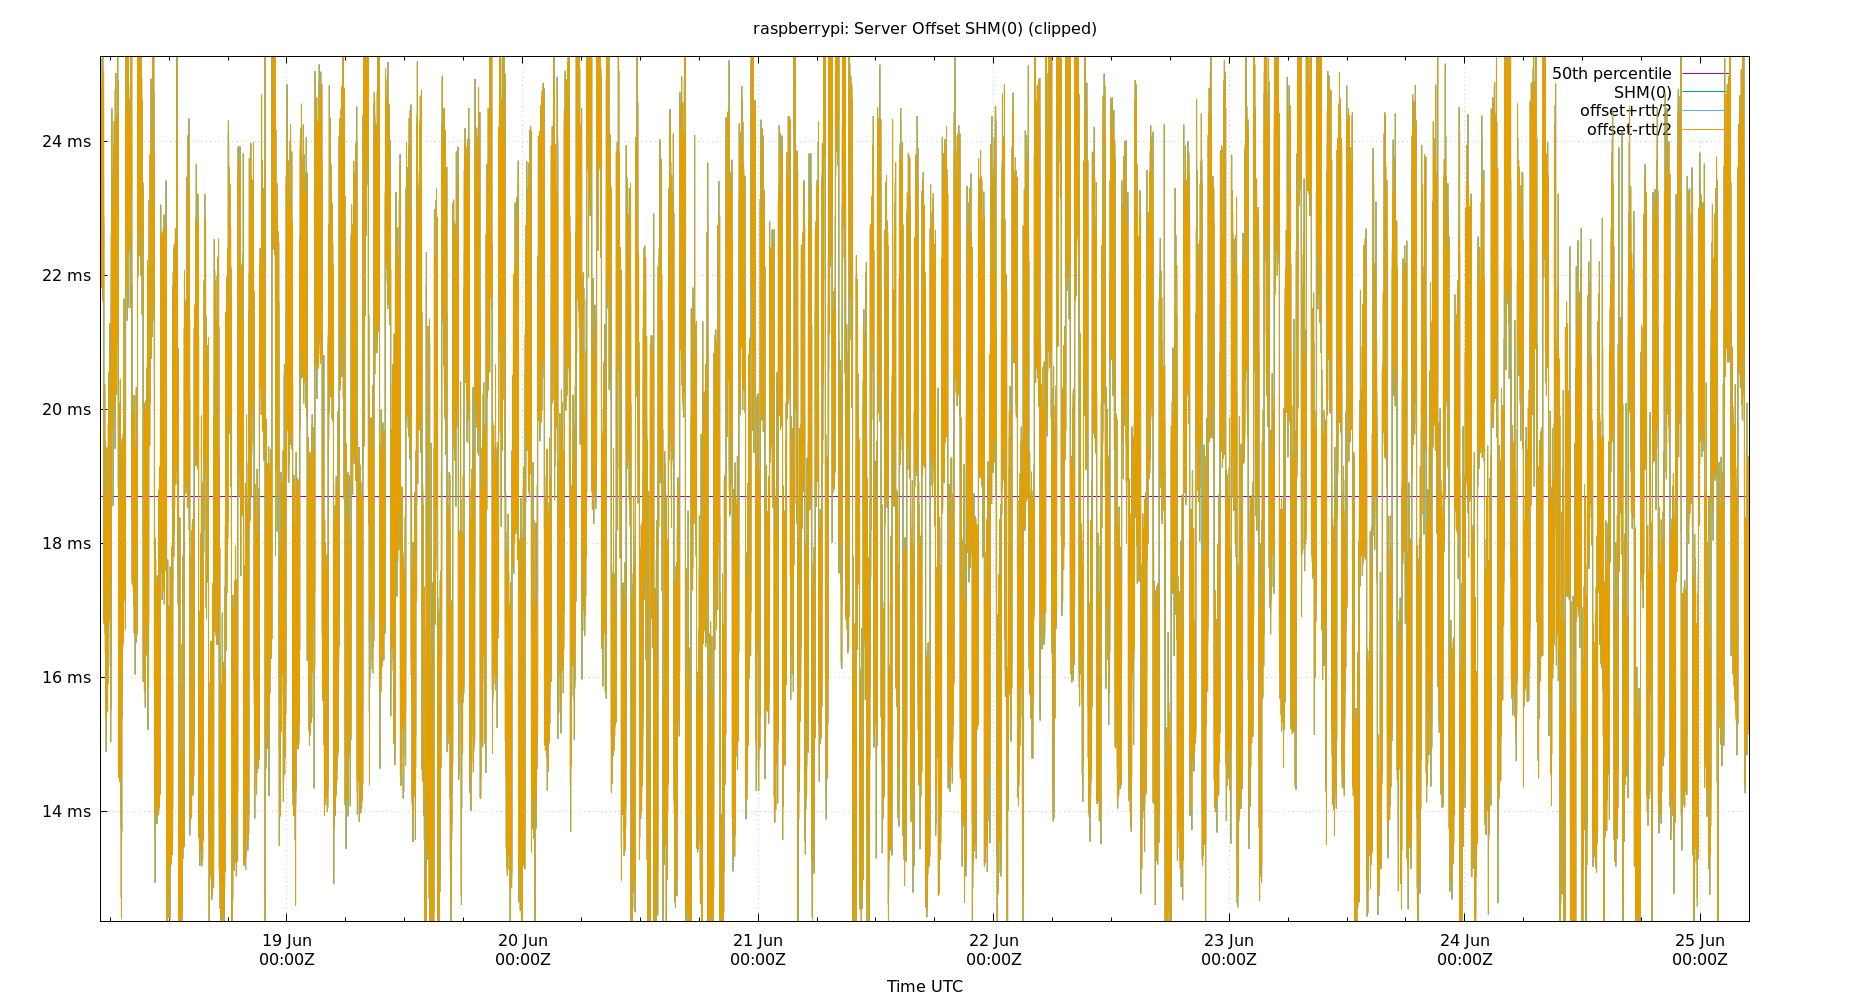 raspberrypi: Server Offset SHM(0) (clipped)
50th percentile
SHM(0)
offset+rtt/2
offset-rtt/2
24 ms
22 ms
20 ms
18 ms
16 ms
14 ms
19 Jun 20 Jun 21 Jun 22 Jun 23 Jun 24 Jun 25 Jun
00:00Z 00:00Z 00:00Z 00:00Z 00:00Z 00:00Z 00:00Z
Time UTC